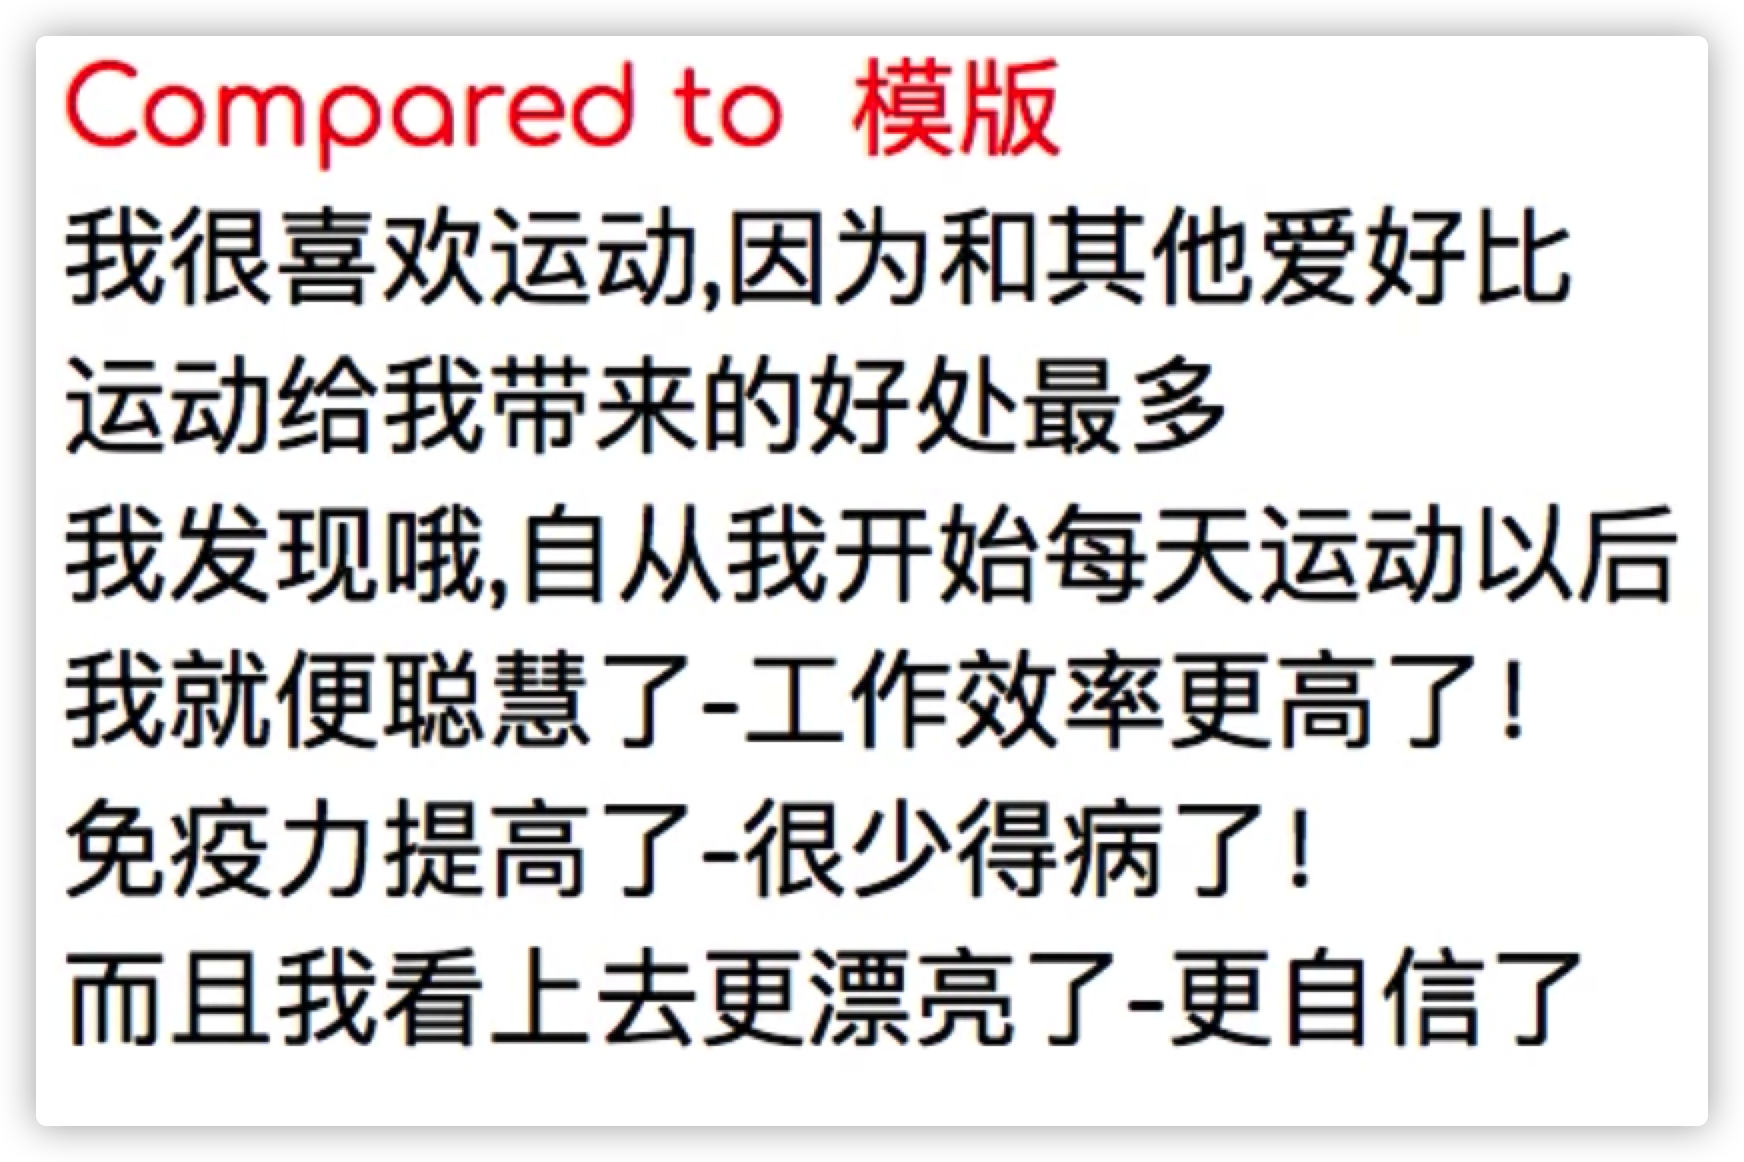 Compared to 模版
我很喜欢运动,因为和其他爱好比
运动给我带来的好处最多
我发现哦,自从我开始每天运动以后
我就便聪慧了-工作效率更高了!
免疫力提高了-很少得病了!
而且我看上去更漂亮了-更自信了